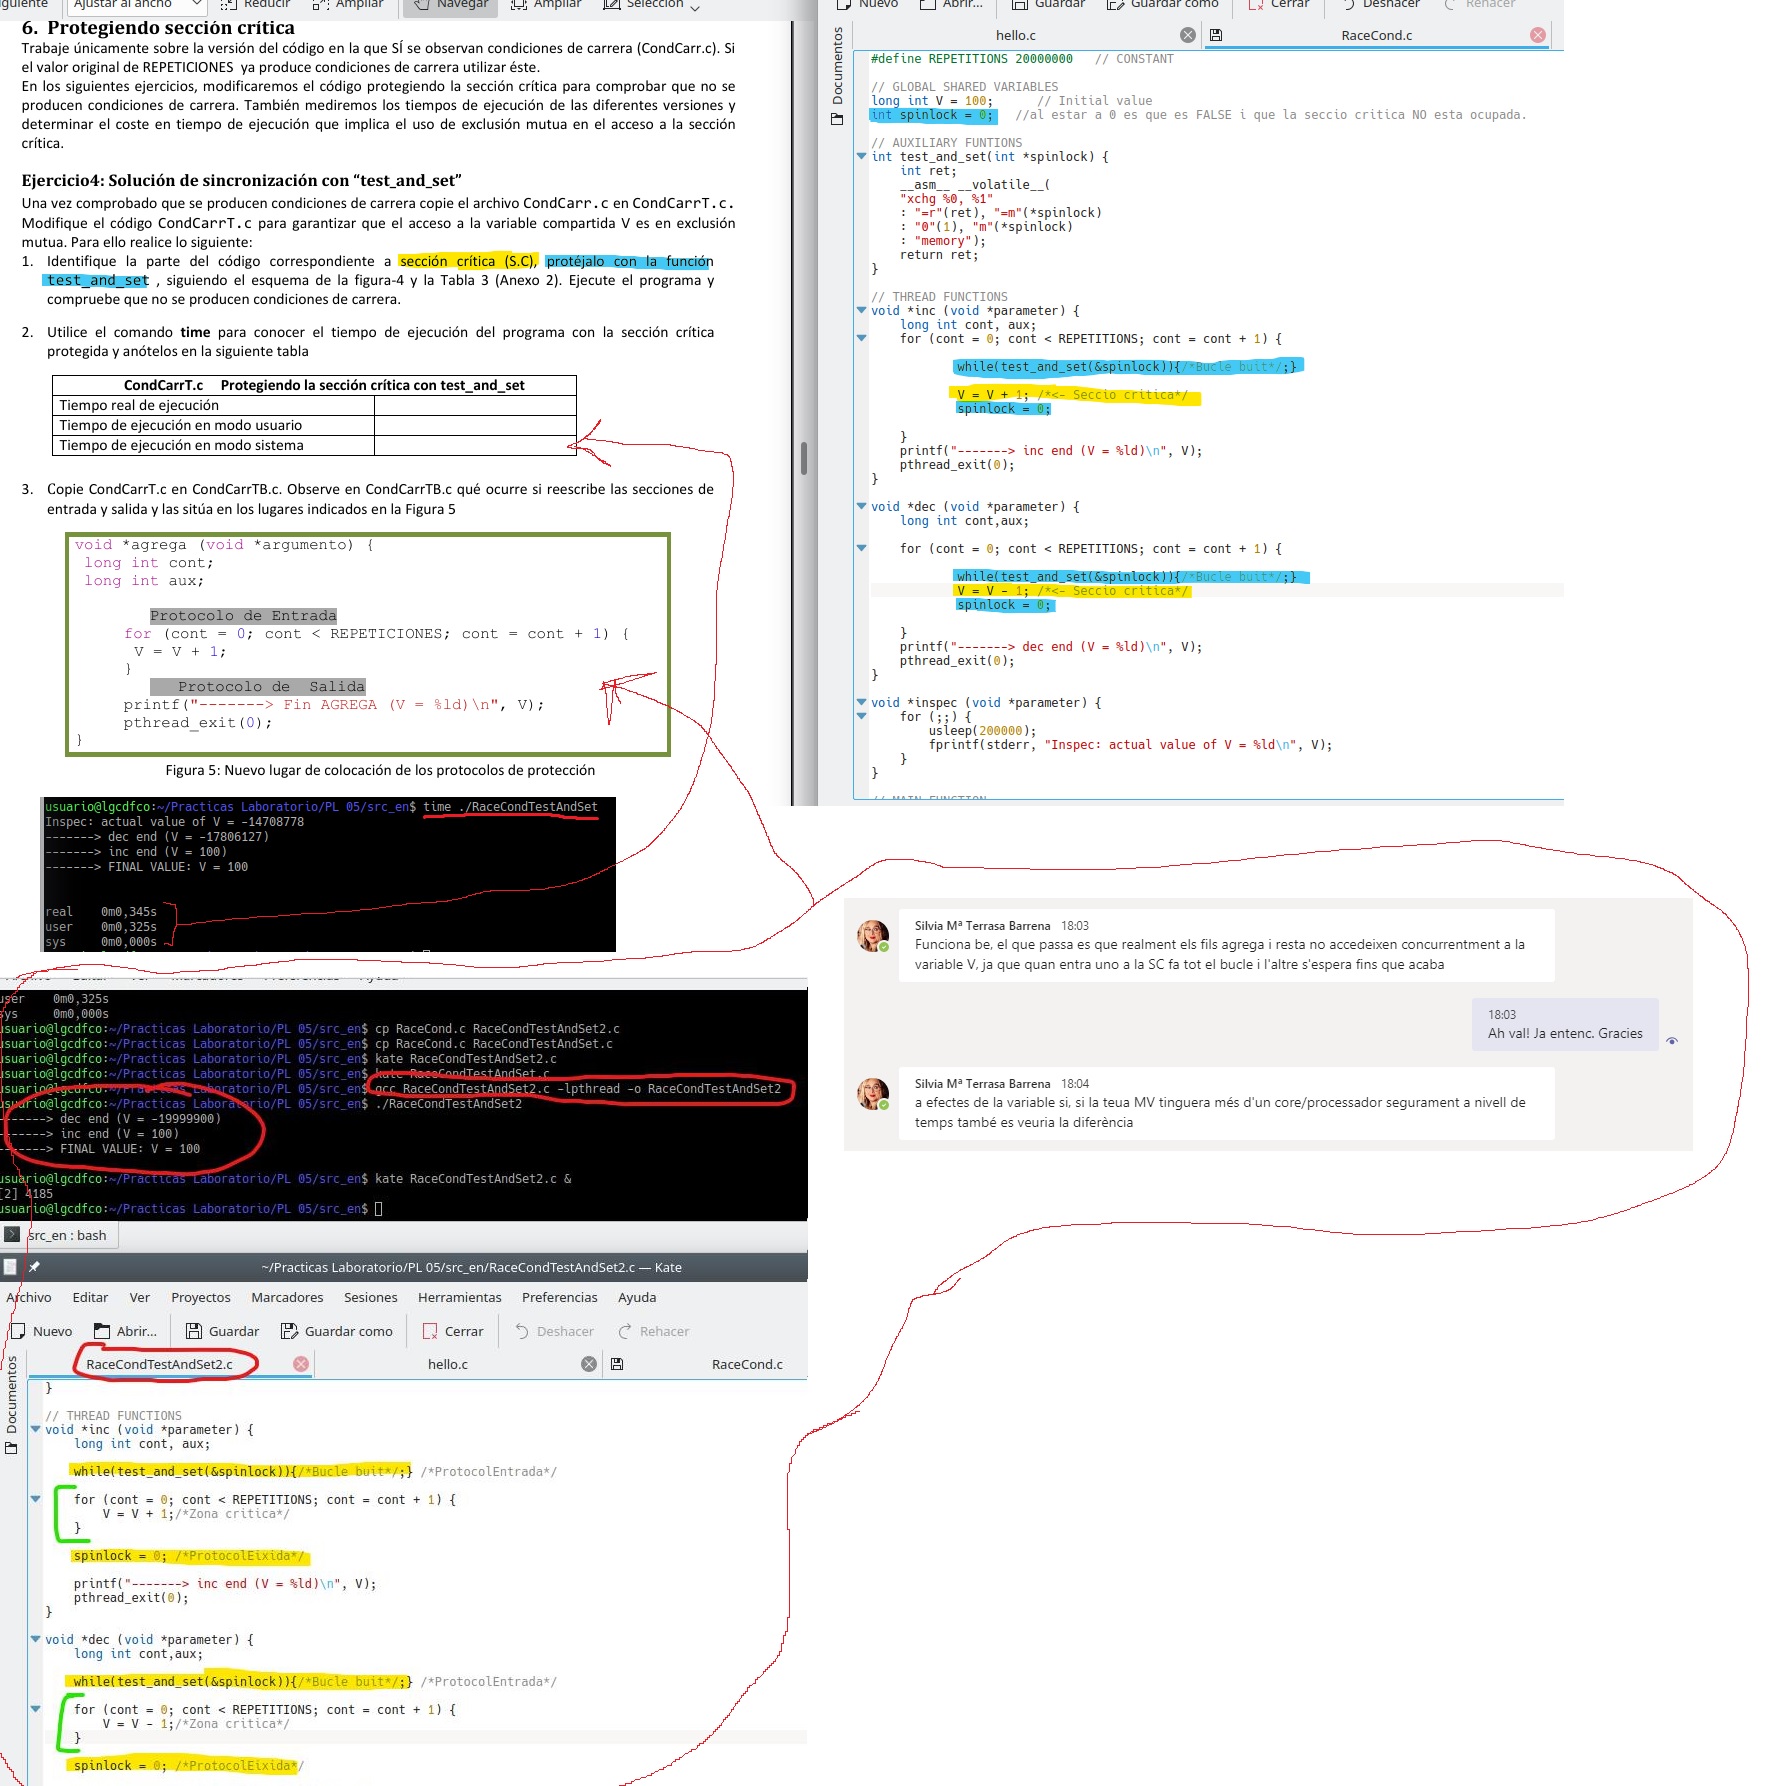 guiente Ajustar al ancho Reducir Ampliar Navegar Ampliar Selección
6. Protegiendo sección crítica
Trabaje únicamente sobre la versión del código en la que SÍ se observan condiciones de carrera (CondCarr.c). Si
el valor original de REPETICIONES ya produce condiciones de carrera utilizar éste.
En los siguientes ejercicios, modificaremos el código protegiendo la sección crítica para comprobar que no se
producen condiciones de carrera. También mediremos los tiempos de ejecución de las diferentes versiones y
determinar el coste en tiempo de ejecución que implica el uso de exclusión mutua en el acceso a la sección
crítica.
Ejercicio4: Solución de sincronización con “test_and_set”
Una vez comprobado que se producen condiciones de carrera copie el archivo CondCarr.c en CondCarrT.c.
Modifique el código CondCarrT.c para garantizar que el acceso a la variable compartida V es en exclusión
mutua. Para ello realice lo siguiente:
1. Identifique la parte del código correspondiente a sección crítica (S.C), protéjalo con la función
test_and_set , siguiendo el esquema de la figura-4 y la Tabla 3 (Anexo 2). Ejecute el programa y
compruebe que no se producen condiciones de carrera.
2. Utilice el comando time para conocer el tiempo de ejecución del programa con la sección crítica
protegida y anótelos en la siguiente tabla
CondCarrT.c Protegiendo la sección crítica con test_and_set
Tiempo real de ejecución
Tiempo de ejecución en modo usuario
Tiempo de ejecución en modo sistema
3. Copie CondCarrT.c en CondCarrTB.c. Observe en CondCarrTB.c qué ocurre si reescribe las secciones de
entrada y salida y las sitúa en los lugares indicados en la Figura 5
void *agrega (void *argumento) {
long int cont;
long int aux;
Protocolo de Entrada
for (cont = 0; cont < REPETICIONES; cont = cont + 1) {
V = V + 1;
}
Protocolo de Salida
printf("-------> Fin AGREGA (V = %ld)\n", V);
pthread_exit(0);
}
Figura 5: Nuevo lugar de colocación de los protocolos de protección
usuario@lgcdfco:~/Practicas Laboratorio/PL 05/src_en$ time ./RaceCondTestAndSet
Inspec: actual value of V = -14708778
-------> dec end (V = -17806127)
-------> inc end (V = 100)
-------> FINAL VALUE: V = 100
real 0m0,345s
user 0m0,325s
sys 0m0,000s
Nuevo Abrir... Guardar Guardar como Cerrar Deshacer Rehacer
hello.c RaceCond.c
Documentos
#define REPETITIONS 20000000 // CONSTANT
// GLOBAL SHARED VARIABLES
long int V = 100; // Initial value
int spinlock = 0; //al estar a 0 es que es FALSE i que la seccio critica NO esta ocupada.
// AUXILIARY FUNTIONS
int test_and_set(int *spinlock) {
int ret;
__asm__ __volatile__(
"xchg %0, %1"
: "=r"(ret), "=m"(*spinlock)
: "0"(1), "m"(*spinlock)
: "memory");
return ret;
}
// THREAD FUNCTIONS
void *inc (void *parameter) {
long int cont, aux;
for (cont = 0; cont < REPETITIONS; cont = cont + 1) {
while(test_and_set(&spinlock)){/*Bucle buit*/;}
V = V + 1; /*<- Seccio critica*/
spinlock = 0;
}
printf("-------> inc end (V = %ld)\n", V);
pthread_exit(0);
}
void *dec (void *parameter) {
long int cont,aux;
for (cont = 0; cont < REPETITIONS; cont = cont + 1) {
while(test_and_set(&spinlock)){/*Bucle buit*/;}
V = V - 1; /*<- Seccio critica*/
spinlock = 0;
}
printf("-------> dec end (V = %ld)\n", V);
pthread_exit(0);
}
void *inspec (void *parameter) {
for (;;) {
usleep(200000);
fprintf(stderr, "Inspec: actual value of V = %ld\n", V);
}
}
// MAIN FUNCTION
Silvia Mª Terrasa Barrena 18:03
Funciona be, el que passa es que realment els fils agrega i resta no accedeixen concurrentment a la
variable V, ja que quan entra uno a la SC fa tot el bucle i l'altre s'espera fins que acaba
18:03
Ah val! Ja entenc. Gracies
Silvia Mª Terrasa Barrena 18:04
a efectes de la variable si, si la teua MV tinguera més d'un core/processador segurament a nivell de
temps també es veuria la diferència
user 0m0,325s
sys 0m0,000s
usuario@lgcdfco:~/Practicas Laboratorio/PL 05/src_en$ cp RaceCond.c RaceCondTestAndSet2.c
usuario@lgcdfco:~/Practicas Laboratorio/PL 05/src_en$ cp RaceCond.c RaceCondTestAndSet.c
usuario@lgcdfco:~/Practicas Laboratorio/PL 05/src_en$ kate RaceCondTestAndSet2.c
usuario@lgcdfco:~/Practicas Laboratorio/PL 05/src_en$ kate RaceCondTestAndSet.c
usuario@lgcdfco:~/Practicas Laboratorio/PL 05/src_en$ gcc RaceCondTestAndSet2.c -lpthread -o RaceCondTestAndSet2
usuario@lgcdfco:~/Practicas Laboratorio/PL 05/src_en$ ./RaceCondTestAndSet2
-------> dec end (V = -19999900)
-------> inc end (V = 100)
-------> FINAL VALUE: V = 100
usuario@lgcdfco:~/Practicas Laboratorio/PL 05/src_en$ kate RaceCondTestAndSet2.c &
[2] 4185
usuario@lgcdfco:~/Practicas Laboratorio/PL 05/src_en$
src_en : bash
~/Practicas Laboratorio/PL 05/src_en/RaceCondTestAndSet2.c — Kate
Archivo Editar Ver Proyectos Marcadores Sesiones Herramientas Preferencias Ayuda
Nuevo Abrir... Guardar Guardar como Cerrar Deshacer Rehacer
RaceCondTestAndSet2.c hello.c RaceCond.c
Documentos
}
// THREAD FUNCTIONS
void *inc (void *parameter) {
long int cont, aux;
while(test_and_set(&spinlock)){/*Bucle buit*/;} /*ProtocolEntrada*/
for (cont = 0; cont < REPETITIONS; cont = cont + 1) {
V = V + 1;/*Zona critica*/
}
spinlock = 0; /*ProtocolEixida*/
printf("-------> inc end (V = %ld)\n", V);
pthread_exit(0);
}
void *dec (void *parameter) {
long int cont,aux;
while(test_and_set(&spinlock)){/*Bucle buit*/;} /*ProtocolEntrada*/
for (cont = 0; cont < REPETITIONS; cont = cont + 1) {
V = V - 1;/*Zona critica*/
}
spinlock = 0; /*ProtocolEixida*/